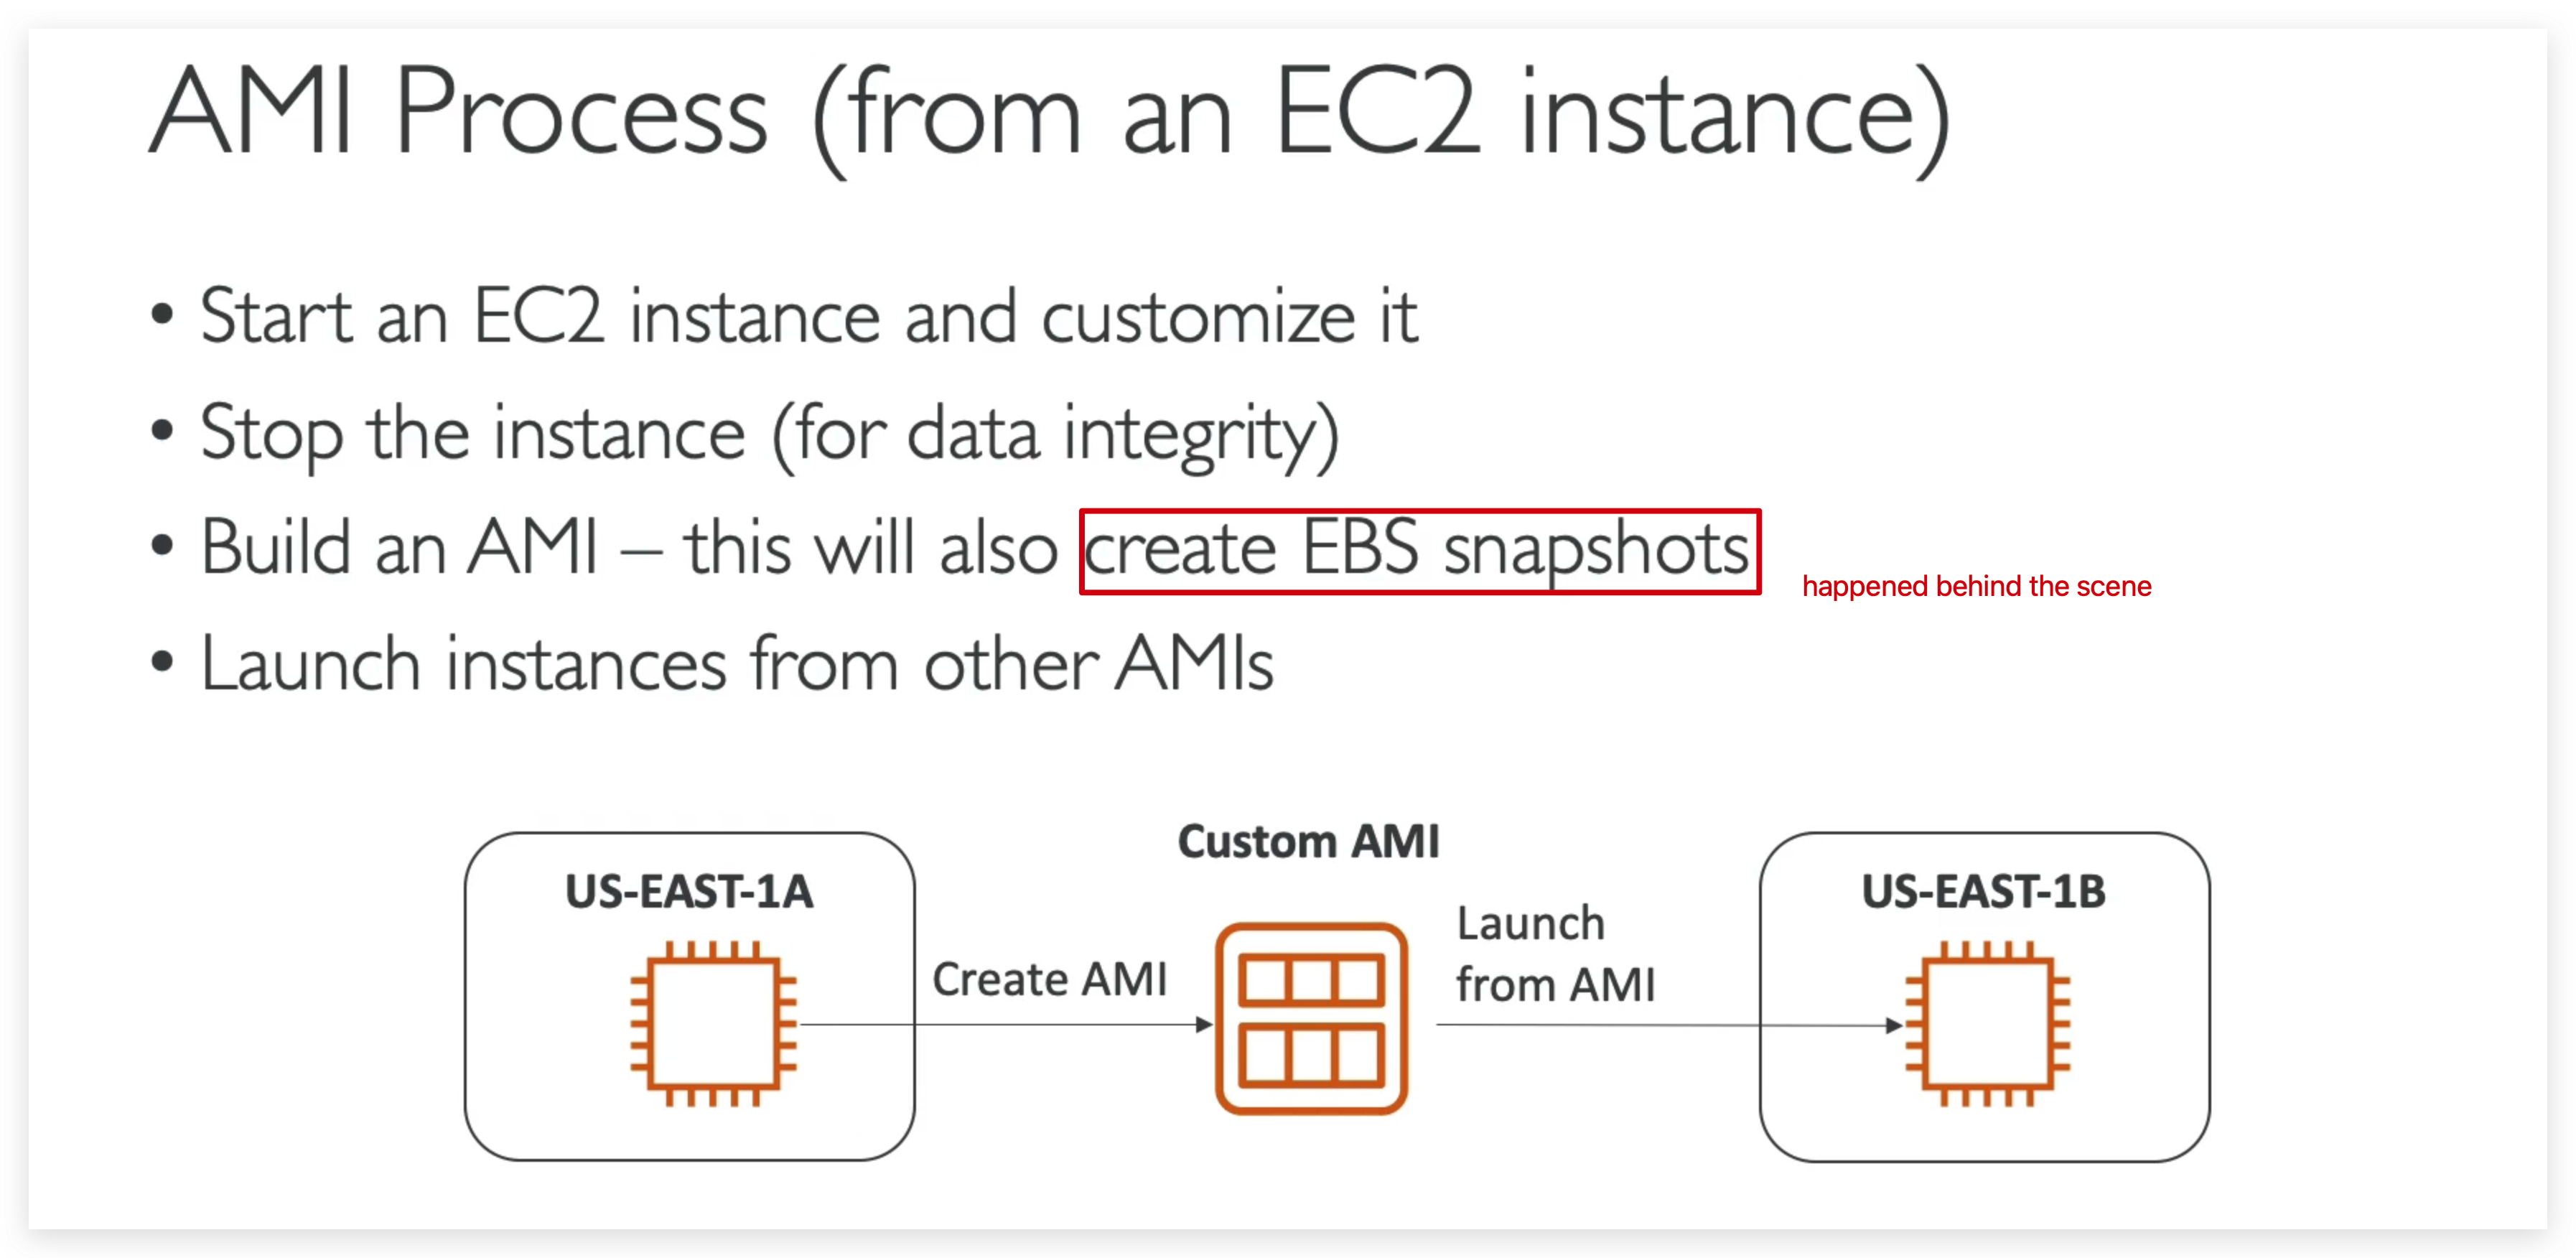 AMI Process (from an EC2 instance)
• Start an EC2 instance and customize it
• Stop the instance (for data integrity)
• Build an AMI – this will also create EBS snapshots
happened behind the scene
• Launch instances from other AMIs
US-EAST-1A
Create AMI
Custom AMI
Launch
from AMI
US-EAST-1B